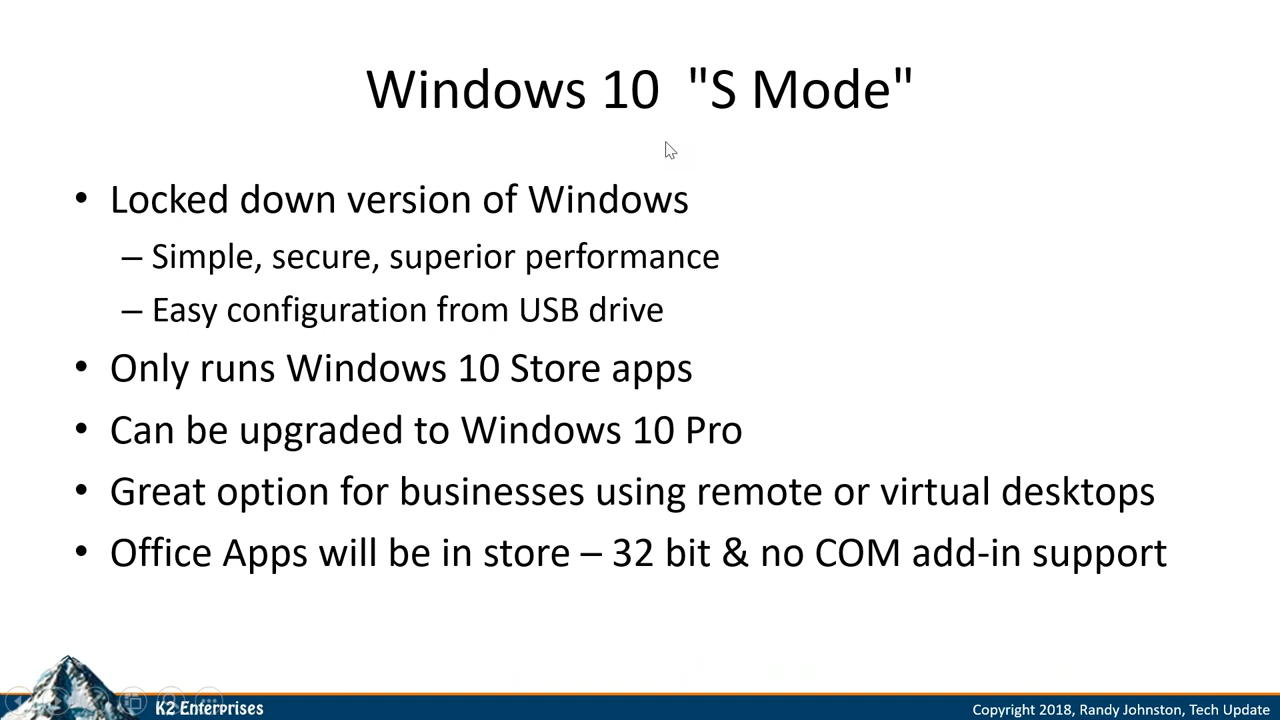 Windows 10 "S Mode"
• Locked down version of Windows
– Simple, secure, superior performance
– Easy configuration from USB drive
• Only runs Windows 10 Store apps
• Can be upgraded to Windows 10 Pro
• Great option for businesses using remote or virtual desktops
• Office Apps will be in store – 32 bit & no COM add-in support
K2 Enterprises
Copyright 2018, Randy Johnston, Tech Update